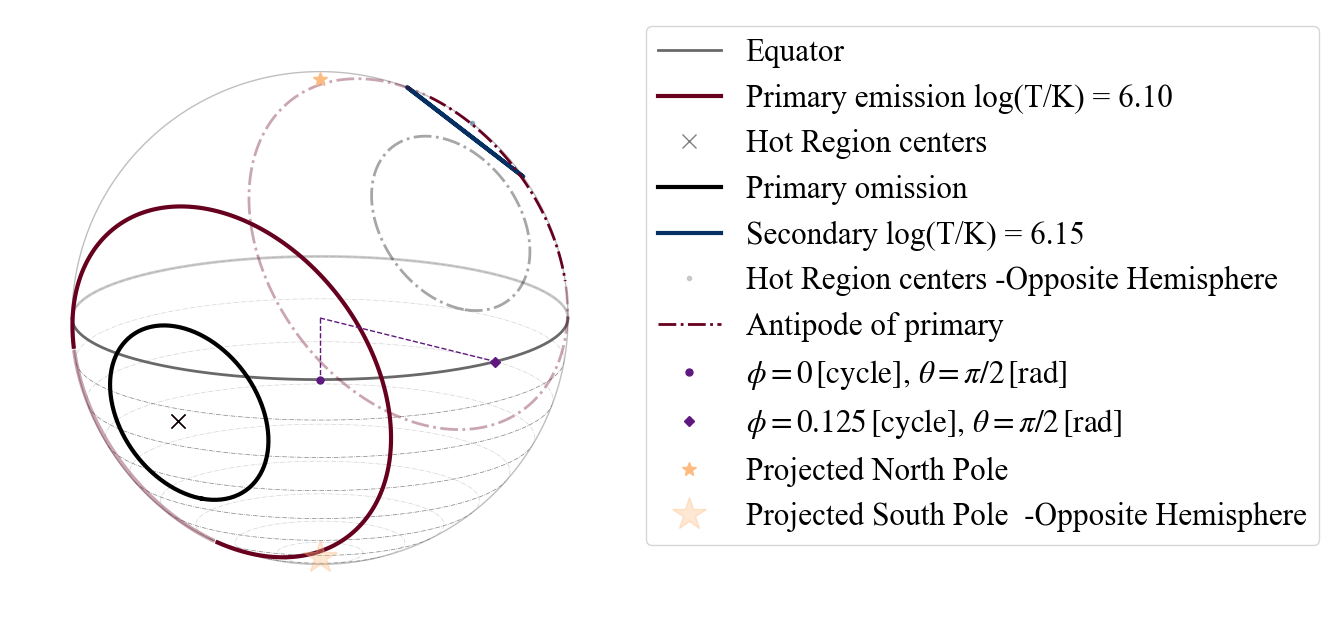 Equator
Primary emission log(T/K) = 6.10
Hot Region centers
Primary omission
Secondary log(T/K) = 6.15
Hot Region centers -Opposite Hemisphere
Antipode of primary
ϕ = 0 [cycle], θ = π/2 [rad]
ϕ = 0.125 [cycle], θ = π/2 [rad]
Projected North Pole
Projected South Pole  -Opposite Hemisphere